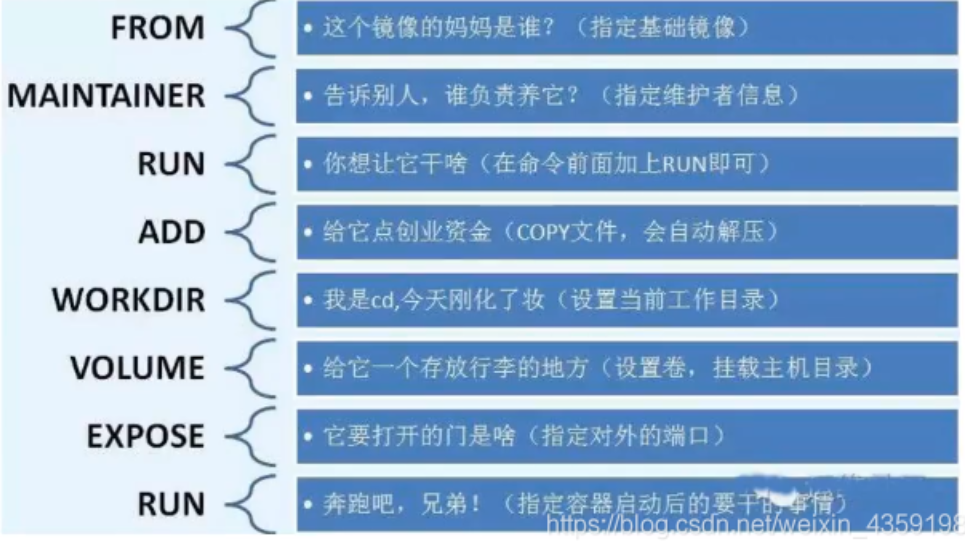 FROM
• 这个镜像的妈妈是谁？（指定基础镜像）
MAINTAINER
• 告诉别人，谁负责养它？（指定维护者信息）
RUN
• 你想让它干啥（在命令前面加上RUN即可）
ADD
• 给它点创业资金（COPY文件，会自动解压）
WORKDIR
• 我是cd,今天刚化了妆（设置当前工作目录）
VOLUME
• 给它一个存放行李的地方（设置卷，挂载主机目录）
EXPOSE
• 它要打开的门是啥（指定对外的端口）
RUN
• 奔跑吧，兄弟！（指定容器启动后的要干的事情）
https://blog.csdn.net/weixin_4359198